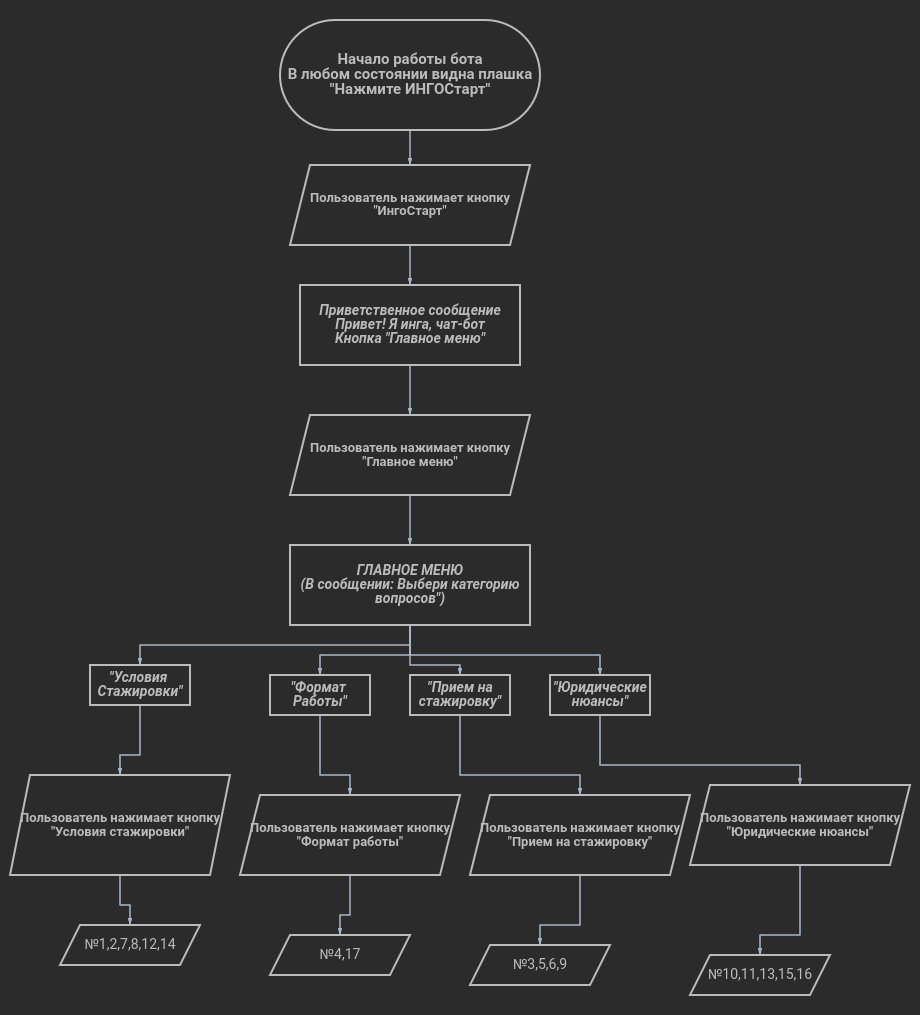 Начало работы бота
В любом состоянии видна плашка
"Нажмите ИНГОСтарт"
Пользователь нажимает кнопку
"ИнгоСтарт"
Приветственное сообщение
Привет! Я инга, чат-бот
Кнопка "Главное меню"
Пользователь нажимает кнопку
"Главное меню"
ГЛАВНОЕ МЕНЮ
(В сообщении: Выбери категорию
вопросов")
"Условия
Стажировки"
"Формат
Работы"
"Прием на
стажировку"
"Юридические
нюансы"
Пользователь нажимает кнопку
"Условия стажировки"
Пользователь нажимает кнопку
"Формат работы"
Пользователь нажимает кнопку
"Прием на стажировку"
Пользователь нажимает кнопку
"Юридические нюансы"
№1,2,7,8,12,14
№4,17
№3,5,6,9
№10,11,13,15,16